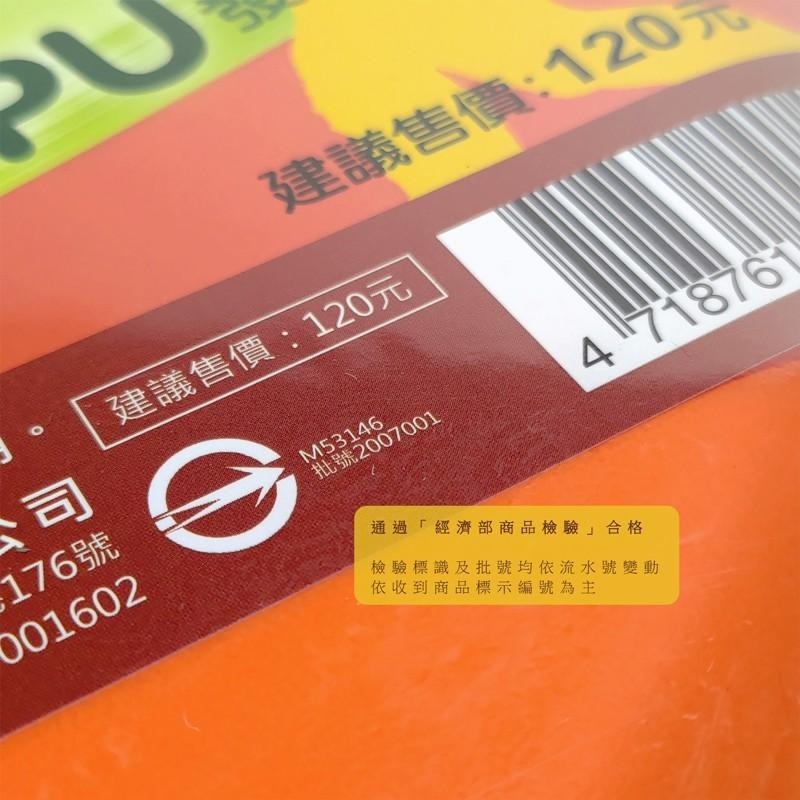 PU 發
建議售價:120元
4 718761
建議售價:120元
M53146
批號2007001
公司
176號
001602
通過「經濟部商品檢驗」合格
檢驗標識及批號均依流水號變動
依收到商品標示編號為主